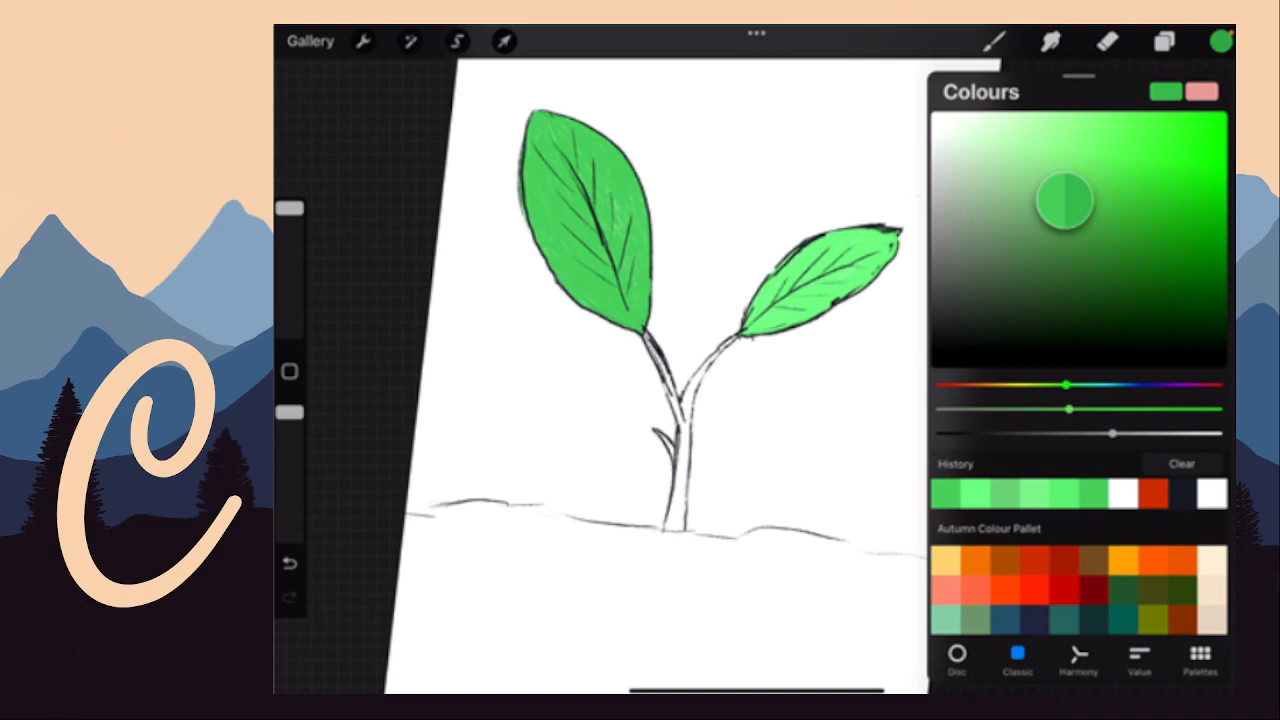 Gallery
Colours
History
Clear
Autumn Colour Pallet
Disc
Classic
Harmony
Value
Palettes
C